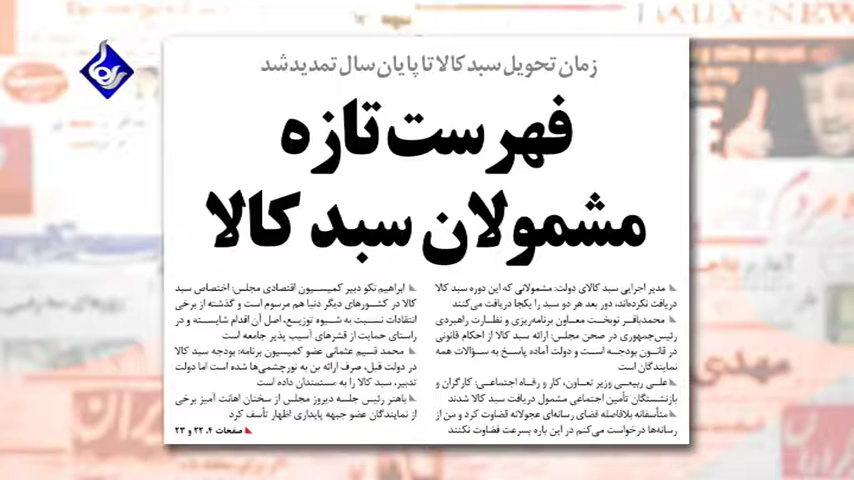 زمان تحویل سبد کالا تا پایان سال تمدید شد
فهرست تازه
مشمولان سبد کالا
مدیر اجرایی سبد کالای دولت: مشمولانی که این دوره سبد کالا
دریافت نکرده‌اند، دور بعد هر دو سبد را یکجا دریافت می‌کنند
محمدباقر نوبخت معاون برنامه‌ریزی و نظارت راهبردی
رئیس‌جمهوری در صحن مجلس: ارائه سبد کالا از احکام قانونی
در قانون بودجه است و دولت آماده پاسخ به سؤالات همه
نمایندگان است
علی ربیعی وزیر تعاون، کار و رفاه اجتماعی: کارگران و
بازنشستگان تأمین اجتماعی مشمول دریافت سبد کالا شدند
متأسفانه بلافاصله فضای رسانه‌ای عجولانه قضاوت کرد و من از
رسانه‌ها درخواست می‌کنم در این باره بسرعت قضاوت نکنند
ابراهیم نکو دبیر کمیسیون اقتصادی مجلس: اختصاص سبد
کالا در کشورهای دیگر دنیا هم مرسوم است و گذشته از برخی
انتقادات نسبت به شیوه توزیع، اصل آن اقدام شایسته و در
راستای حمایت از قشرهای آسیب پذیر جامعه است
محمد قسیم عثمانی عضو کمیسیون برنامه: بودجه سبد کالا
در دولت قبل، صرف ارائه بن به نورچشمی‌ها شده است اما دولت
تدبیر، سبد کالا را به مستمندان داده است
باهنر رئیس جلسه دیروز مجلس از سخنان اهانت آمیز برخی
از نمایندگان عضو جبهه پایداری اظهار تأسف کرد
صفحات ۴، ۲۲ و ۲۳